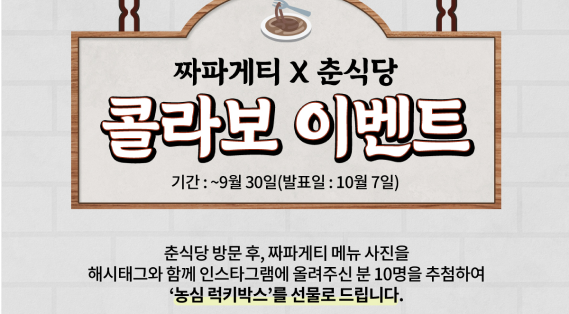 짜파게티 X 춘식당
콜라보 이벤트
기간 : ~9월 30일(발표일 : 10월 7일)
춘식당 방문 후, 짜파게티 메뉴 사진을
해시태그와 함께 인스타그램에 올려주신 분 10명을 추첨하여
‘농심 럭키박스’를 선물로 드립니다.